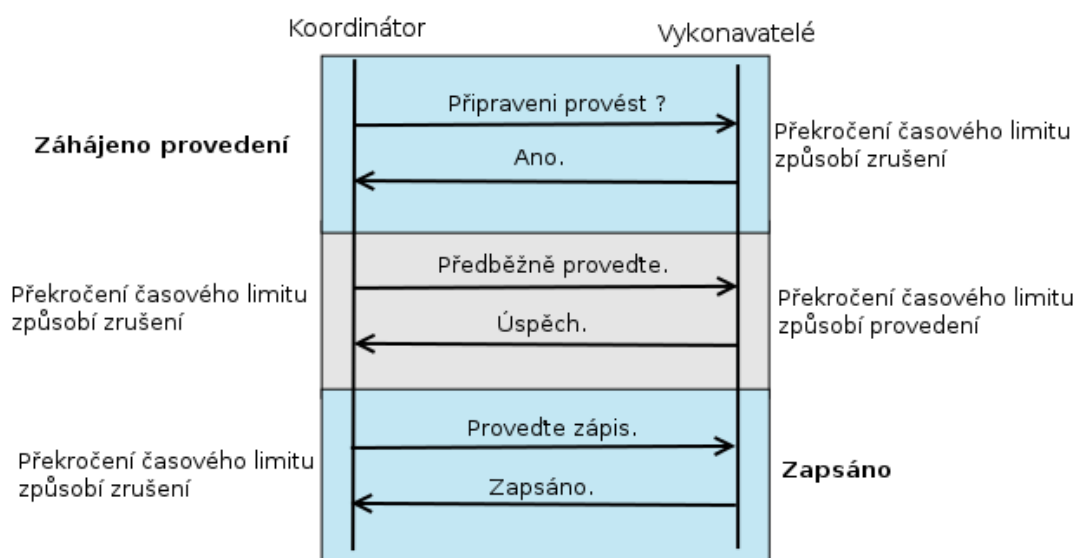 Koordinátor
Vykonavatelé
Připraveni provést ?
Záhájeno provedení
Ano.
Překročení časového limitu
způsobí zrušení
Předběžně proveďte.
Překročení časového limitu
způsobí zrušení
Úspěch.
Překročení časového limitu
způsobí provedení
Proveďte zápis.
Překročení časového limitu
způsobí zrušení
Zapsáno.
Zapsáno